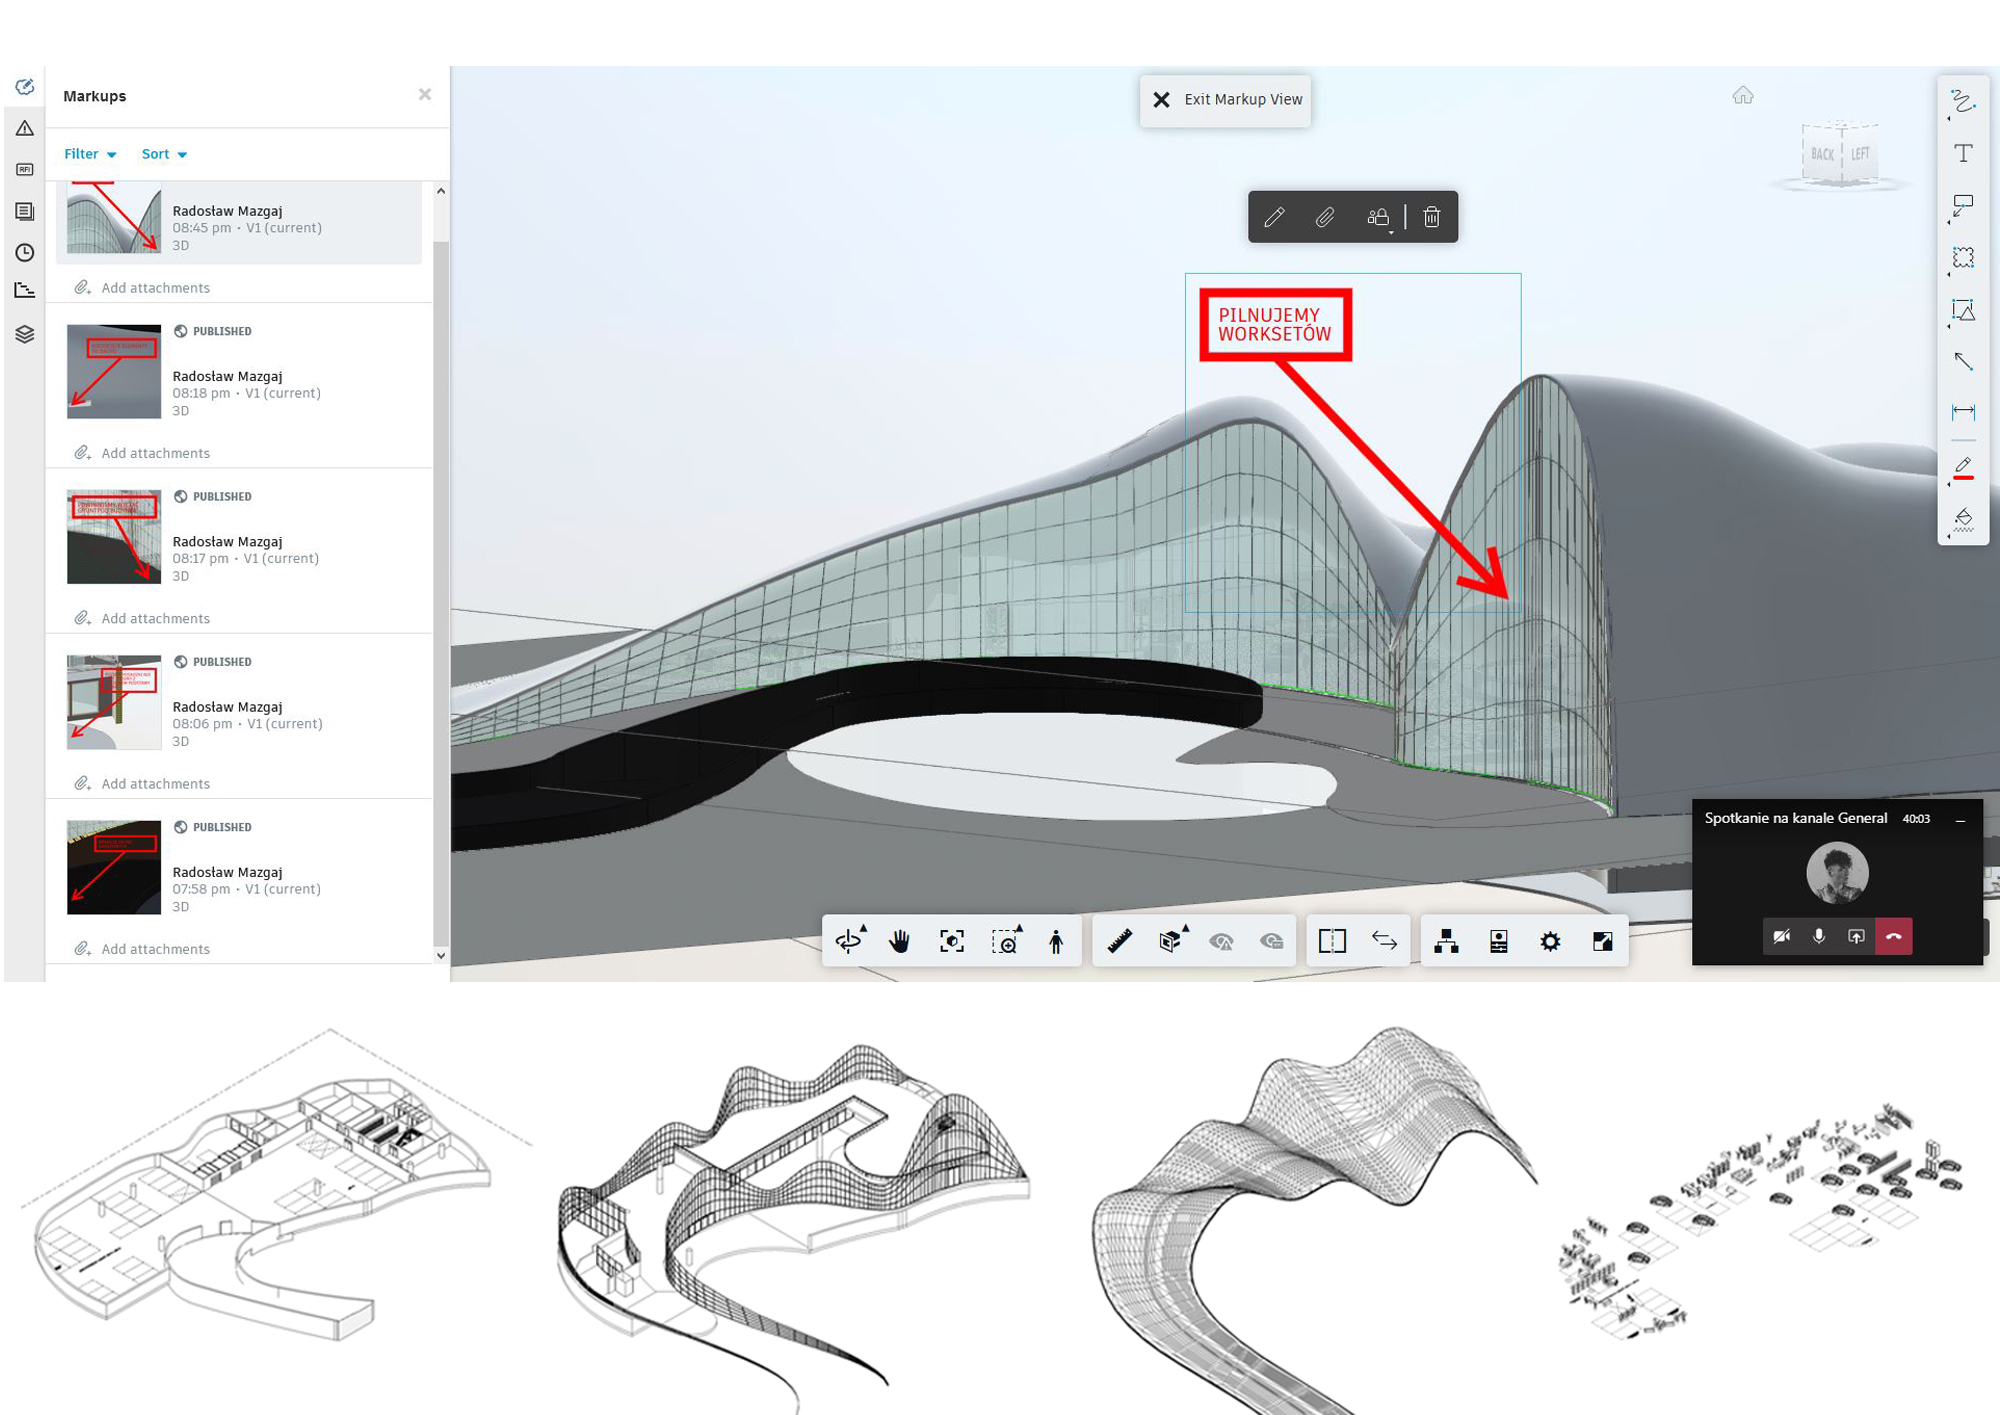 Markups
Filter
Sort
Radosław Mazgaj
08:45 pm • V1 (current)
3D
Add attachments
PUBLISHED
Radosław Mazgaj
08:18 pm • V1 (current)
3D
Add attachments
PUBLISHED
Radosław Mazgaj
08:17 pm • V1 (current)
3D
Add attachments
PUBLISHED
Radosław Mazgaj
08:06 pm • V1 (current)
3D
Add attachments
PUBLISHED
Radosław Mazgaj
07:58 pm • V1 (current)
3D
Add attachments
RFI
Exit Markup View
BACK LEFT
T
PILNUJEMY
WORKSETÓW
Spotkanie na kanale General 40:03